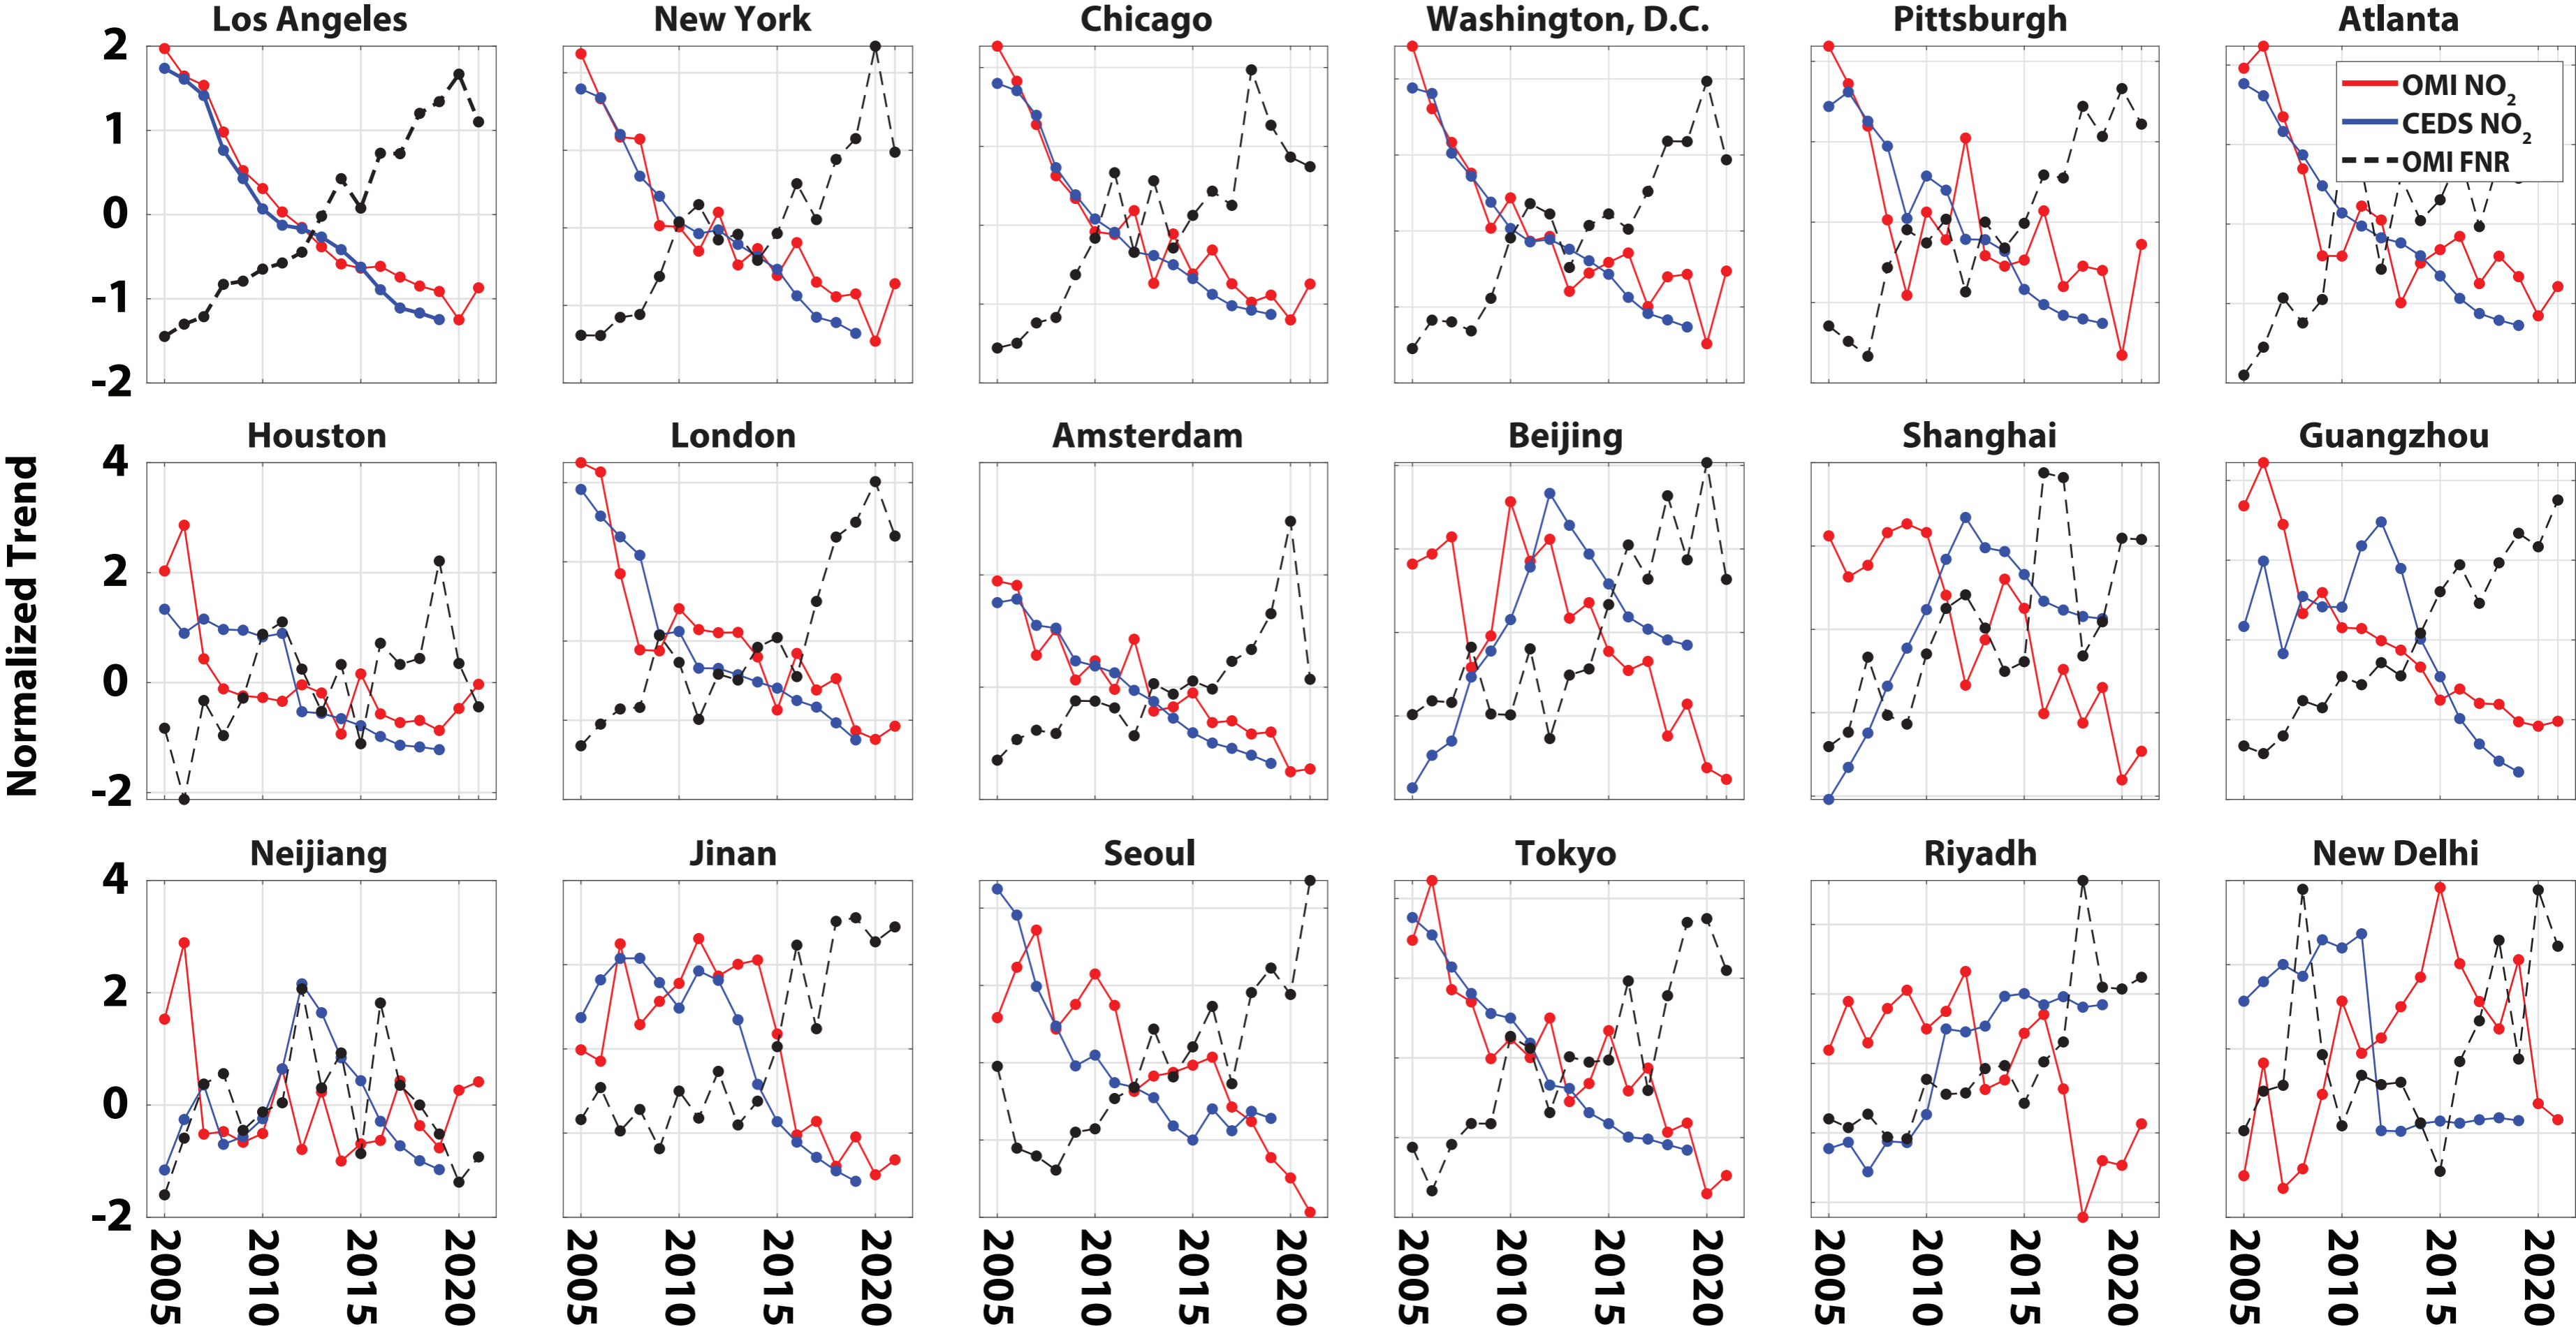 Los Angeles
New York
Chicago
Washington, D.C.
Pittsburgh
Atlanta
2
1
0
-1
-2
OMI NO2
CEDS NO2
OMI FNR
Normalized Trend
Houston
London
Amsterdam
Beijing
Shanghai
Guangzhou
4
2
0
-2
Neijiang
Jinan
Seoul
Tokyo
Riyadh
New Delhi
4
2
0
-2
2005 2010 2015 2020
2005 2010 2015 2020
2005 2010 2015 2020
2005 2010 2015 2020
2005 2010 2015 2020
2005 2010 2015 2020